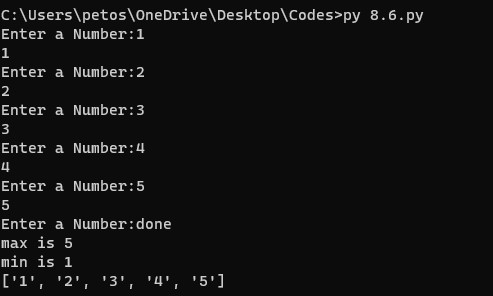 C:\Users\petos\OneDrive\Desktop\Codes>py 8.6.py
Enter a Number:1
1
Enter a Number:2
2
Enter a Number:3
3
Enter a Number:4
4
Enter a Number:5
5
Enter a Number:done
max is 5
min is 1
['1', '2', '3', '4', '5']